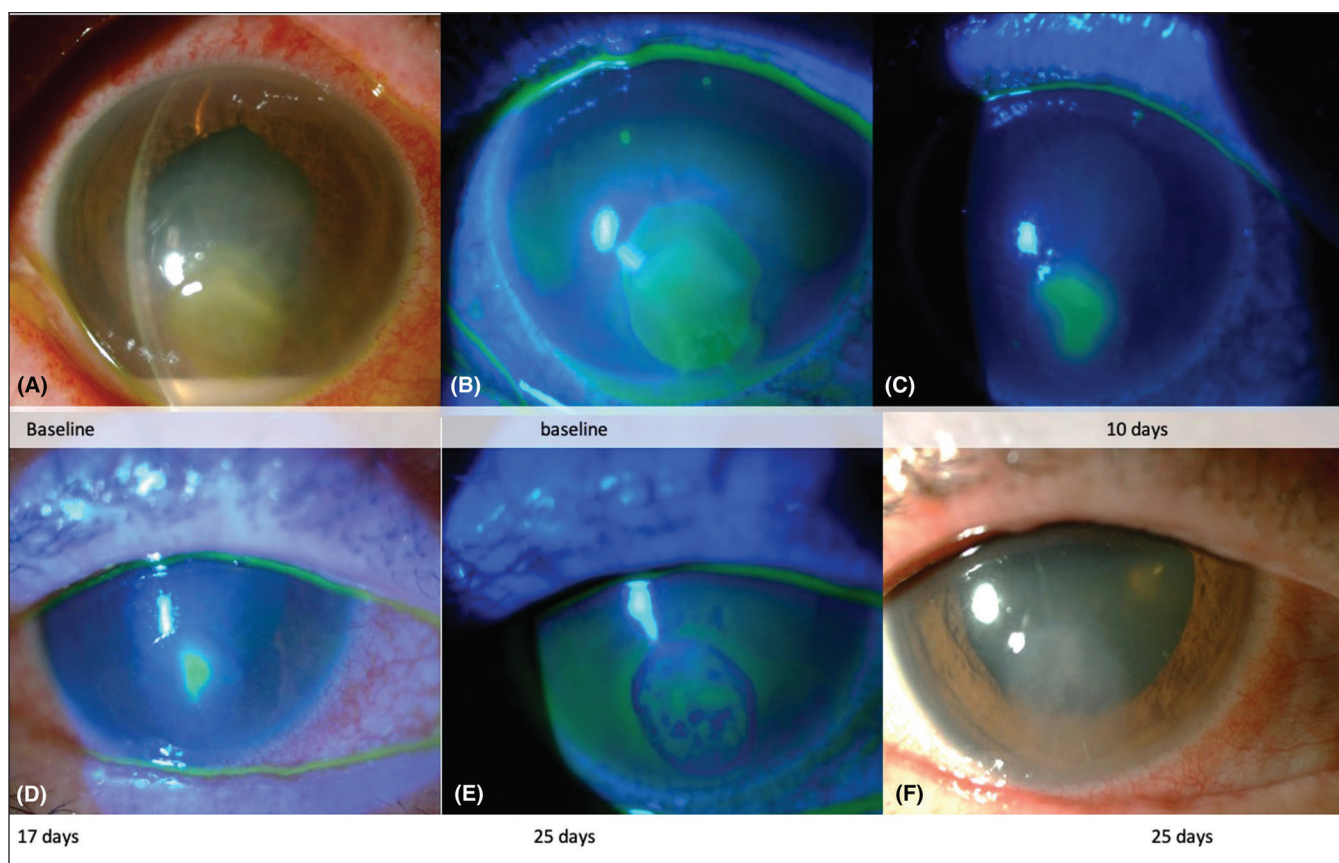 (A)
(B)
(C)
Baseline
baseline
10 days
(D)
(E)
(F)
17 days
25 days
25 days